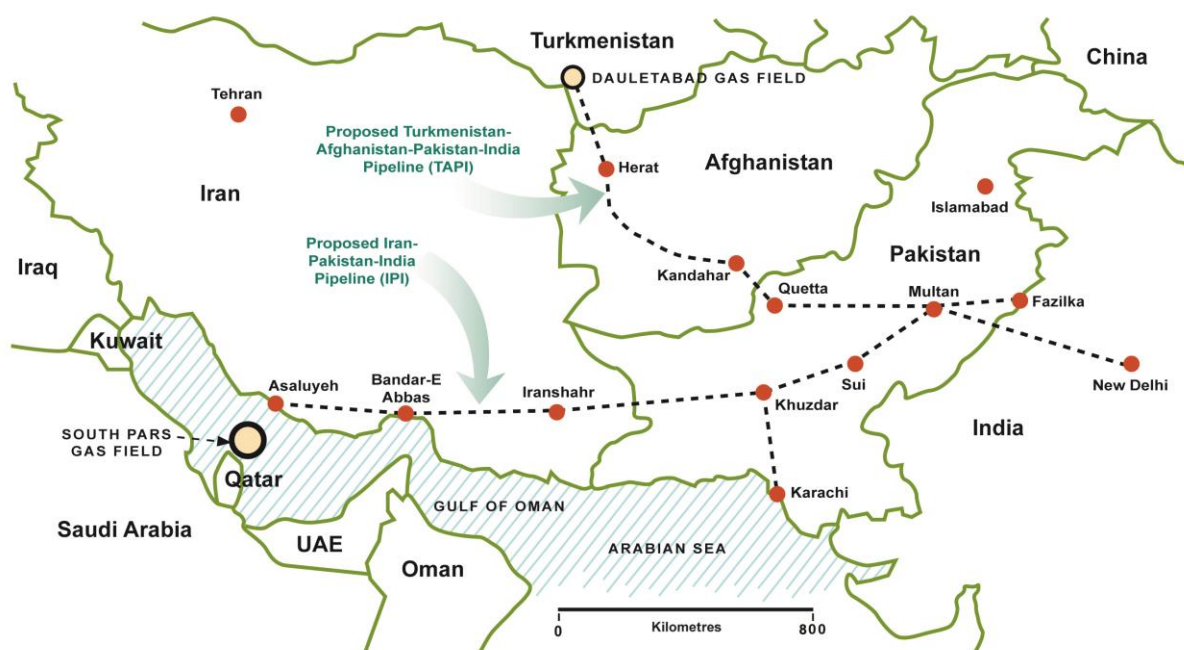 Turkmenistan
China
DAULETABAD GAS FIELD
Tehran
Proposed Turkmenistan-
Afghanistan-Pakistan-India
Pipeline (TAPI)
Herat
Afghanistan
Iran
Islamabad
Proposed Iran-
Pakistan-India
Pipeline (IPI)
Iraq
Pakistan
Kandahar
Quetta
Multan
Fazilka
Kuwait
Asaluyeh
Bandar-E
Abbas
Iranshahr
Khuzdar
Sui
New Delhi
India
SOUTH PARS
GAS FIELD
Qatar
Karachi
GULF OF OMAN
Saudi Arabia
UAE
ARABIAN SEA
Oman
0
Kilometres
800